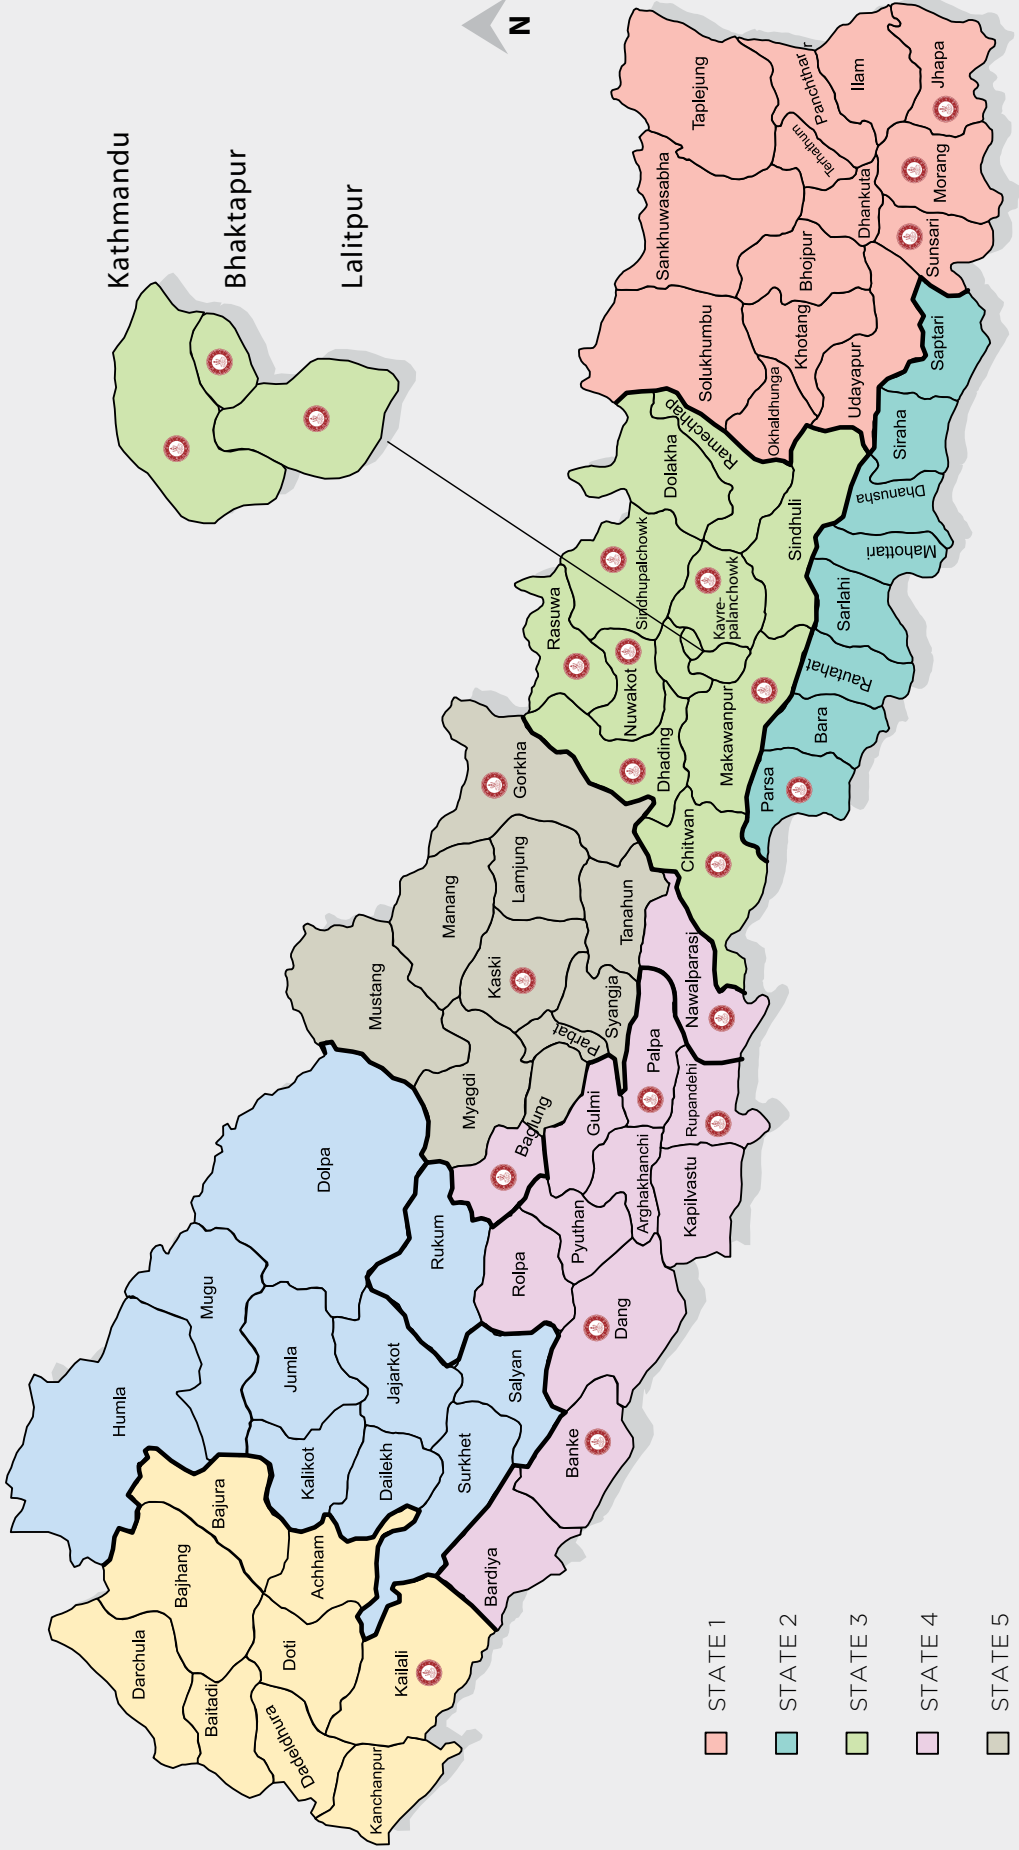 N
Kathmandu
Bhaktapur
Lalitpur
Humla
Darchula
Bajhang
Bajura
Mugu
Dolpa
Baitadi
Doti
Achham
Kalikot
Jumla
Dadeldhura
Kanchanpur
Kailali
Dailekh
Jajarkot
Surkhet
Salyan
Rukum
Bardiya
Banke
Dang
Rolpa
Pyuthan
Arghakhanchi
Kapilvastu
Gulmi
Palpa
Rupandehi
Nawalparasi
Mustang
Manang
Myagdi
Baglung
Parbat
Kaski
Lamjung
Gorkha
Syangja
Tanahun
Chitwan
Rasuwa
Nuwakot
Dhading
Makawanpur
Sindhupalchowk
Kavre-
palanchowk
Dolakha
Ramechhap
Sindhuli
Parsa
Bara
Rautahat
Sarlahi
Mahottari
Dhanusha
Siraha
Saptari
Solukhumbu
Okhaldhunga
Khotang
Udayapur
Sankhuwasabha
Bhojpur
Dhankuta
Terhathum
Taplejung
Panchthar r
Ilam
Jhapa
Morang
Sunsari
STATE 1
STATE 2
STATE 3
STATE 4
STATE 5